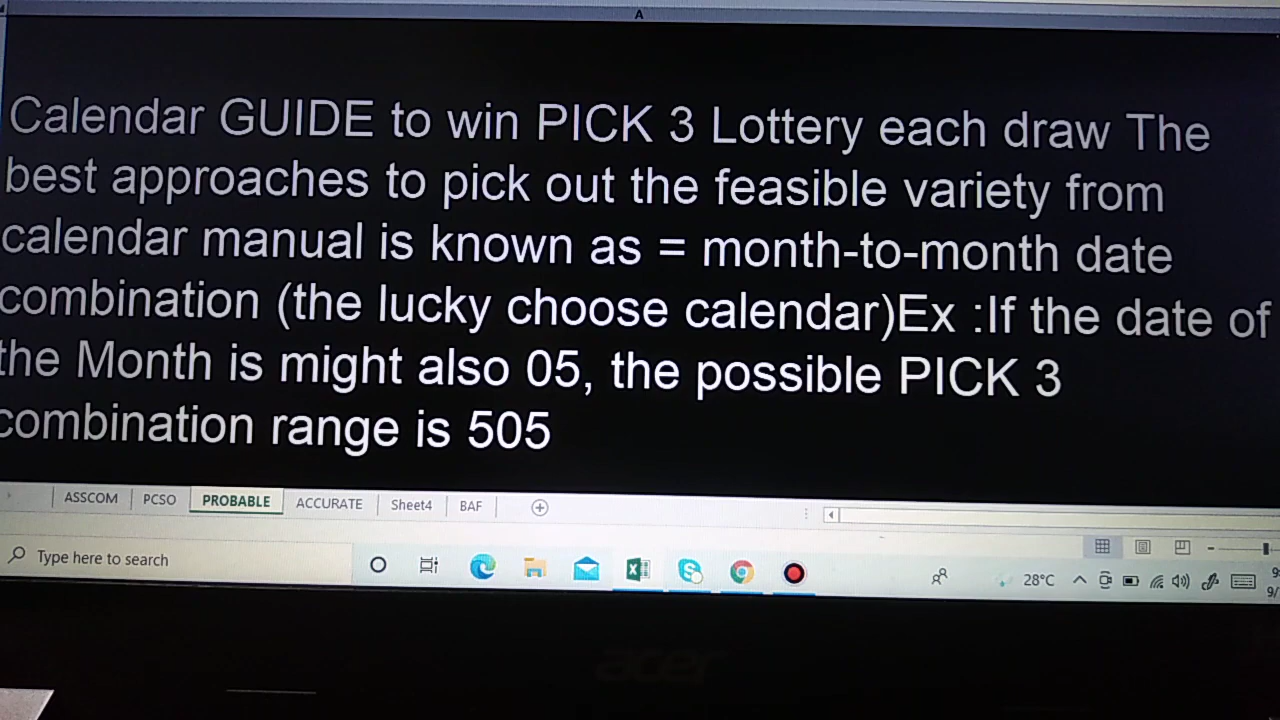 A
Calendar GUIDE to win PICK 3 Lottery each draw The
best approaches to pick out the feasible variety from
calendar manual is known as = month-to-month date
combination (the lucky choose calendar)Ex :If the date of
the Month is might also 05, the possible PICK 3
combination range is 505
ASSCOM PCSO PROBABLE ACCURATE Sheet4 BAF
Type here to search 28°C
acer